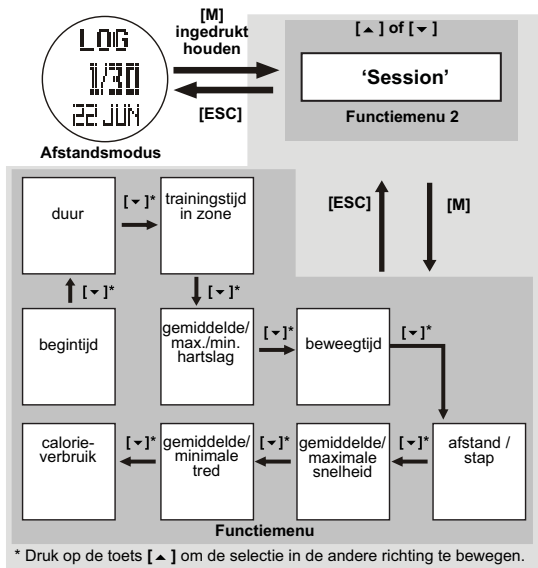 LOG
1/30
22.JUN
Afstandsmodus
[M]
ingedrukt
houden
[ESC]
[▲] of [▼]
‘Session’
Functiemenu 2
[ESC]
[M]
duur
[▼]*
trainingstijd
in zone
[▼]*
[▼]*
begintijd
gemiddelde/
max./min.
hartslag
[▼]*
beweegtijd
[▼]*
calorie-
verbruik
[▼]*
gemiddelde/
minimale
tred
[▼]*
gemiddelde/
maximale
snelheid
[▼]*
afstand /
stap
Functiemenu
* Druk op de toets [▲] om de selectie in de andere richting te bewegen.